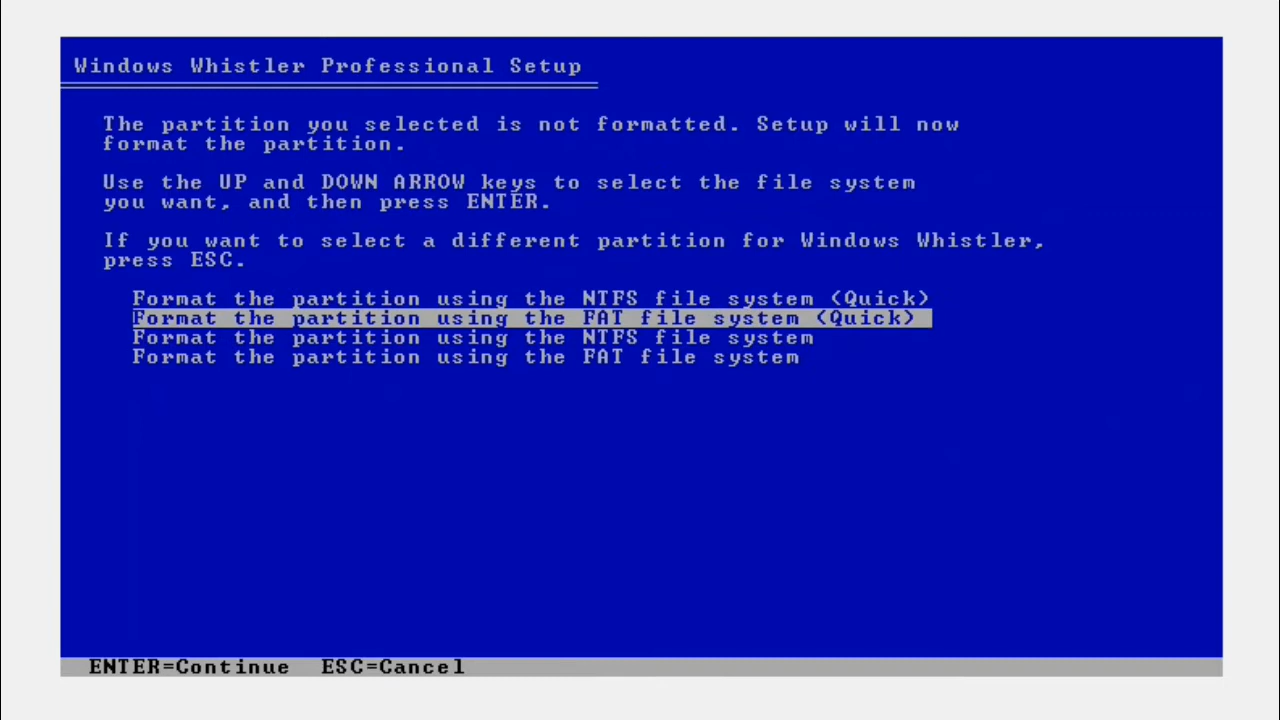 Windows Whistler Professional Setup
The partition you selected is not formatted. Setup will now
format the partition.
Use the UP and DOWN ARROW keys to select the file system
you want, and then press ENTER.
If you want to select a different partition for Windows Whistler,
press ESC.
Format the partition using the NTFS file system (Quick)
Format the partition using the FAT file system (Quick)
Format the partition using the NTFS file system
Format the partition using the FAT file system
ENTER=Continue ESC=Cancel